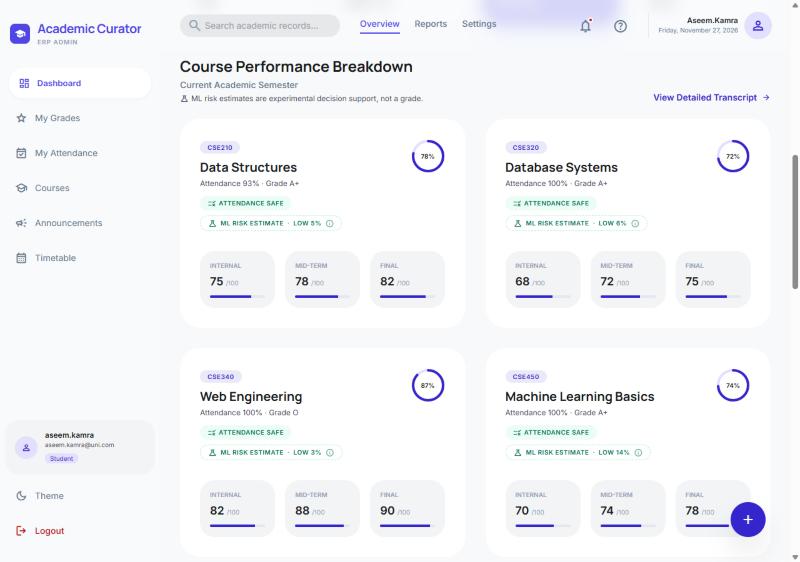 Academic Curator
ERP ADMIN
Search academic records...
Overview
Reports
Settings
Aseem.Kamra
Friday, November 27, 2026
Dashboard
My Grades
My Attendance
Courses
Announcements
Timetable
aseem.kamra
aseem.kamra@uni.com
Student
Theme
Logout
Course Performance Breakdown
Current Academic Semester
ML risk estimates are experimental decision support, not a grade.
View Detailed Transcript →
CSE210
78%
Data Structures
Attendance 93% · Grade A+
ATTENDANCE SAFE
ML RISK ESTIMATE · LOW 5%
INTERNAL
75 /100
MID-TERM
78 /100
FINAL
82 /100
CSE320
72%
Database Systems
Attendance 100% · Grade A+
ATTENDANCE SAFE
ML RISK ESTIMATE · LOW 6%
INTERNAL
68 /100
MID-TERM
72 /100
FINAL
75 /100
CSE340
87%
Web Engineering
Attendance 100% · Grade O
ATTENDANCE SAFE
ML RISK ESTIMATE · LOW 3%
INTERNAL
82 /100
MID-TERM
88 /100
FINAL
90 /100
CSE450
74%
Machine Learning Basics
Attendance 100% · Grade A+
ATTENDANCE SAFE
ML RISK ESTIMATE · LOW 14%
INTERNAL
70 /100
MID-TERM
74 /100
FINAL
78 /100
+